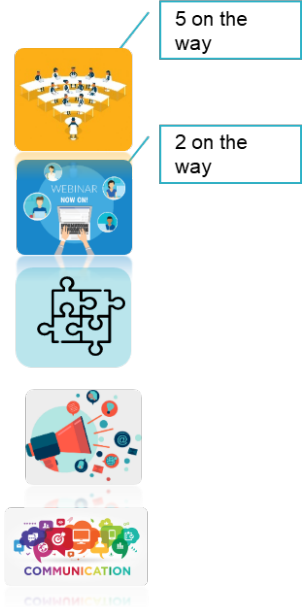 5 on the
way
2 on the
way
WEBINAR
NOW ON!
COMMUNICATION